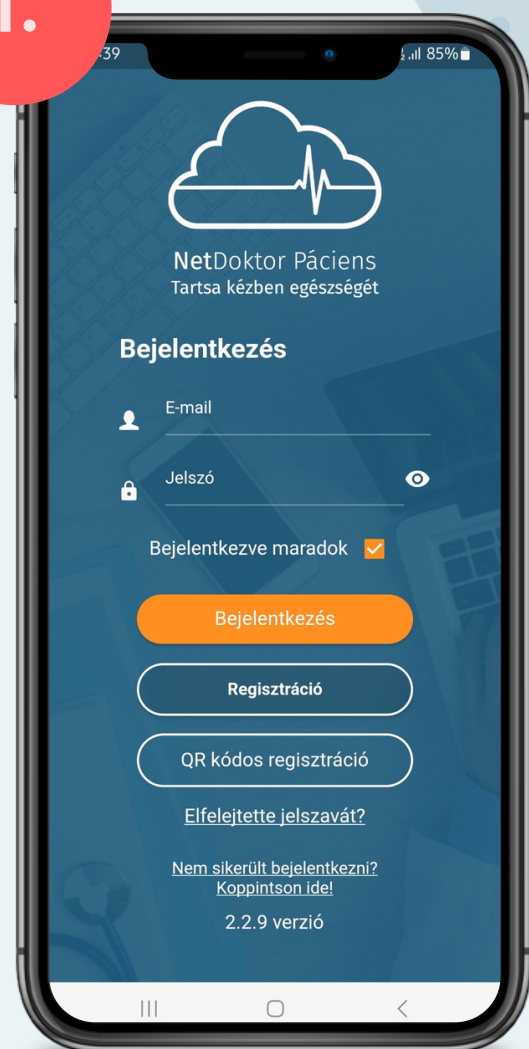 39
85%
NetDoktor Páciens
Tartsa kézben egészségét
Bejelentkezés
E-mail
Jelszó
Bejelentkezve maradok
Bejelentkezés
Regisztráció
QR kódos regisztráció
Elfelejtette jelszavát?
Nem sikerült bejelentkezni?
Koppintson ide!
2.2.9 verzió